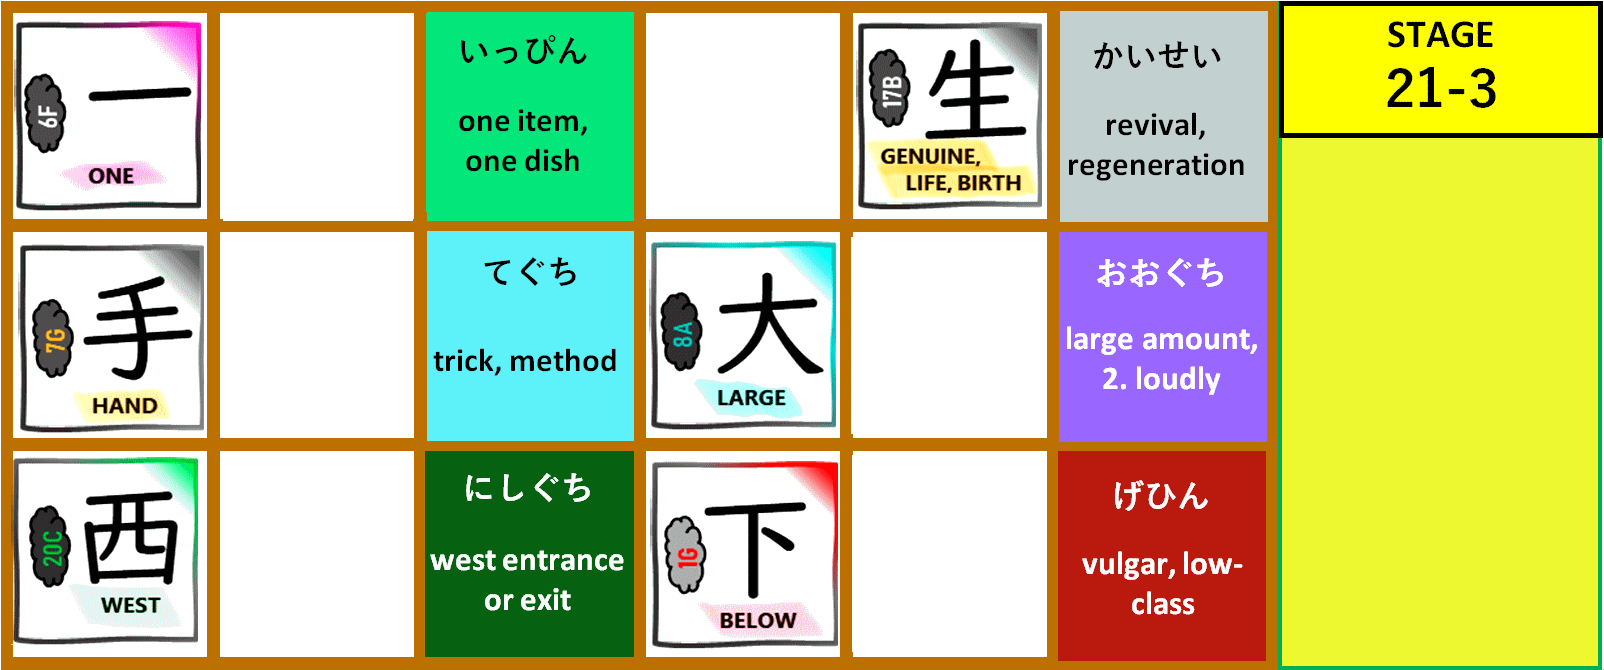 6F
一
ONE
いっぴん
one item,
one dish
17B
生
GENUINE,
LIFE, BIRTH
かいせい
revival,
regeneration
STAGE
21-3
7G
手
HAND
てぐち
trick, method
8A
大
LARGE
おおぐち
large amount,
2. loudly
20C
西
WEST
にしぐち
west entrance
or exit
1G
下
BELOW
げひん
vulgar, low-
class